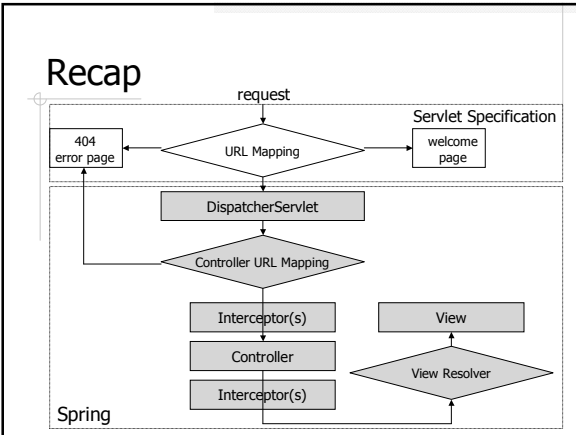 Recap
request
Servlet Specification
404
error page
URL Mapping
welcome
page
DispatcherServlet
Controller URL Mapping
Interceptor(s)
View
Controller
View Resolver
Interceptor(s)
Spring